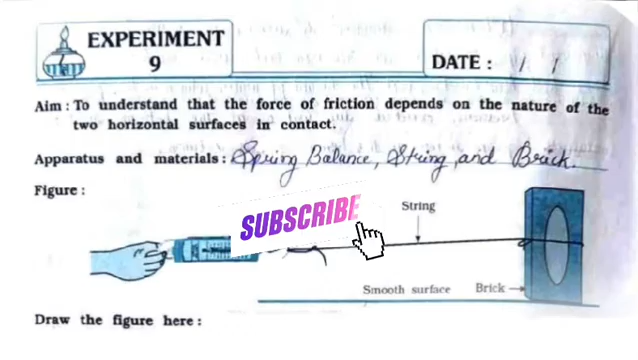 EXPERIMENT
9
DATE : / /
Aim : To understand that the force of friction depends on the nature of the
two horizontal surfaces in contact.
Apparatus and materials : Spring Balance, String, and Brick.
Figure :
SUBSCRIBE
String
Smooth surface
Brick
Draw the figure here :